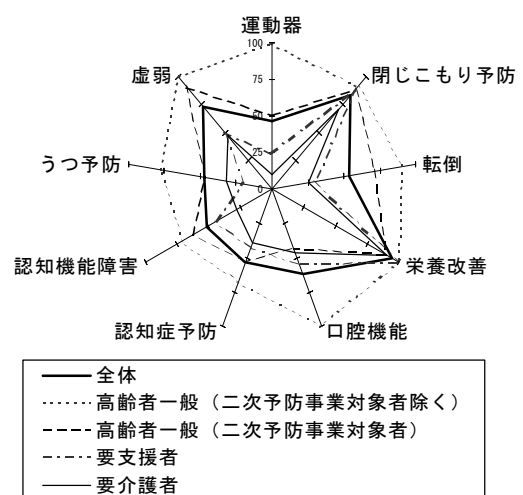 運動器
100
75
50
25
0
閉じこもり予防
転倒
栄養改善
口腔機能
認知症予防
認知機能障害
うつ予防
虚弱
全体
高齢者一般（二次予防事業対象者除く）
高齢者一般（二次予防事業対象者）
要支援者
要介護者